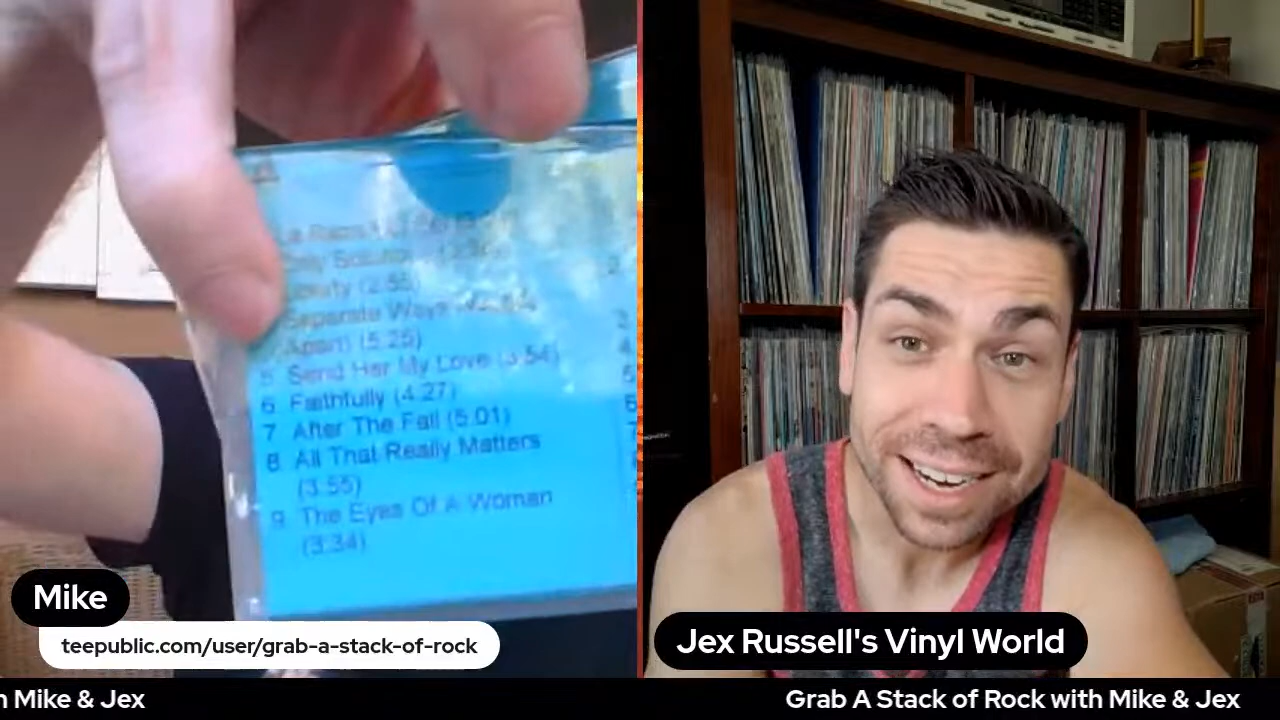 (2:55)
Separate Ways
Apart) (5.25)
5 Send Her My Love (3:54)
6 Faithfully (4.27)
7 After The Fall (5.01)
8 All That Really Matters
(3.55)
9 The Eyes Of A Woman
(3.34)
Mike
teepublic.com/user/grab-a-stack-of-rock
Jex Russell's Vinyl World
Mike & Jex
Grab A Stack of Rock with Mike & Jex